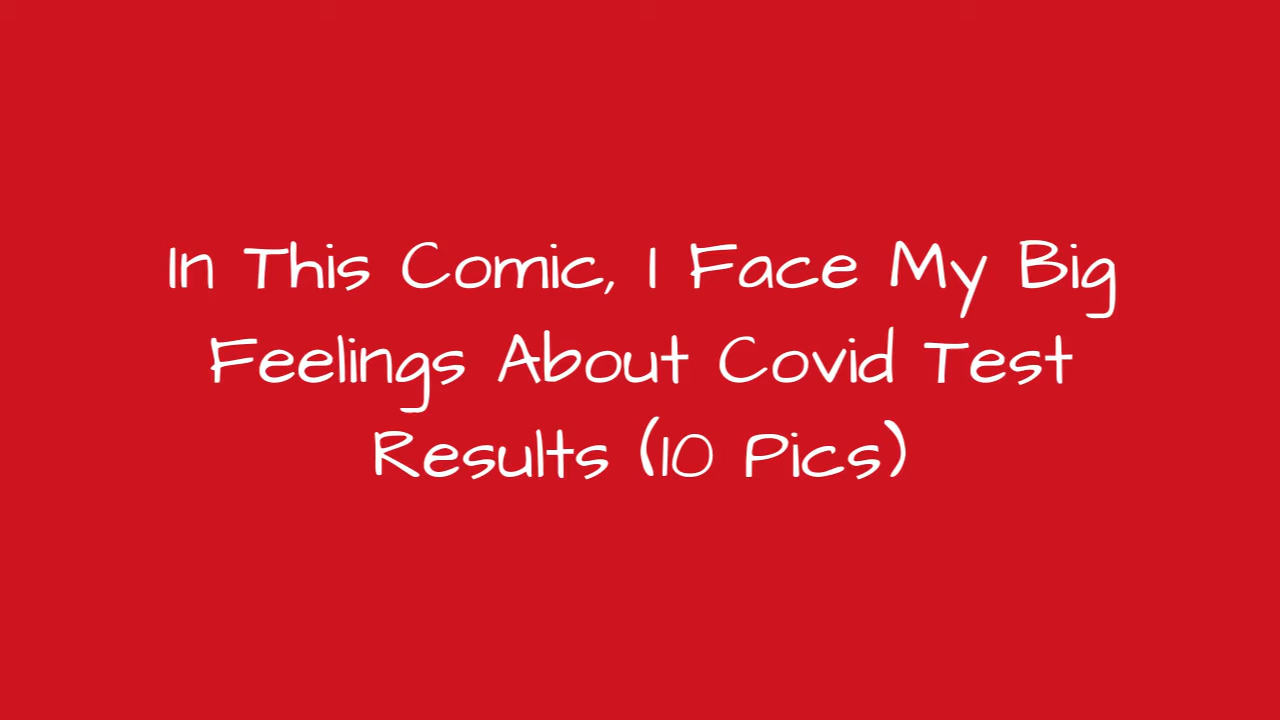 In This Comic, I Face My Big
Feelings About Covid Test
Results (10 Pics)